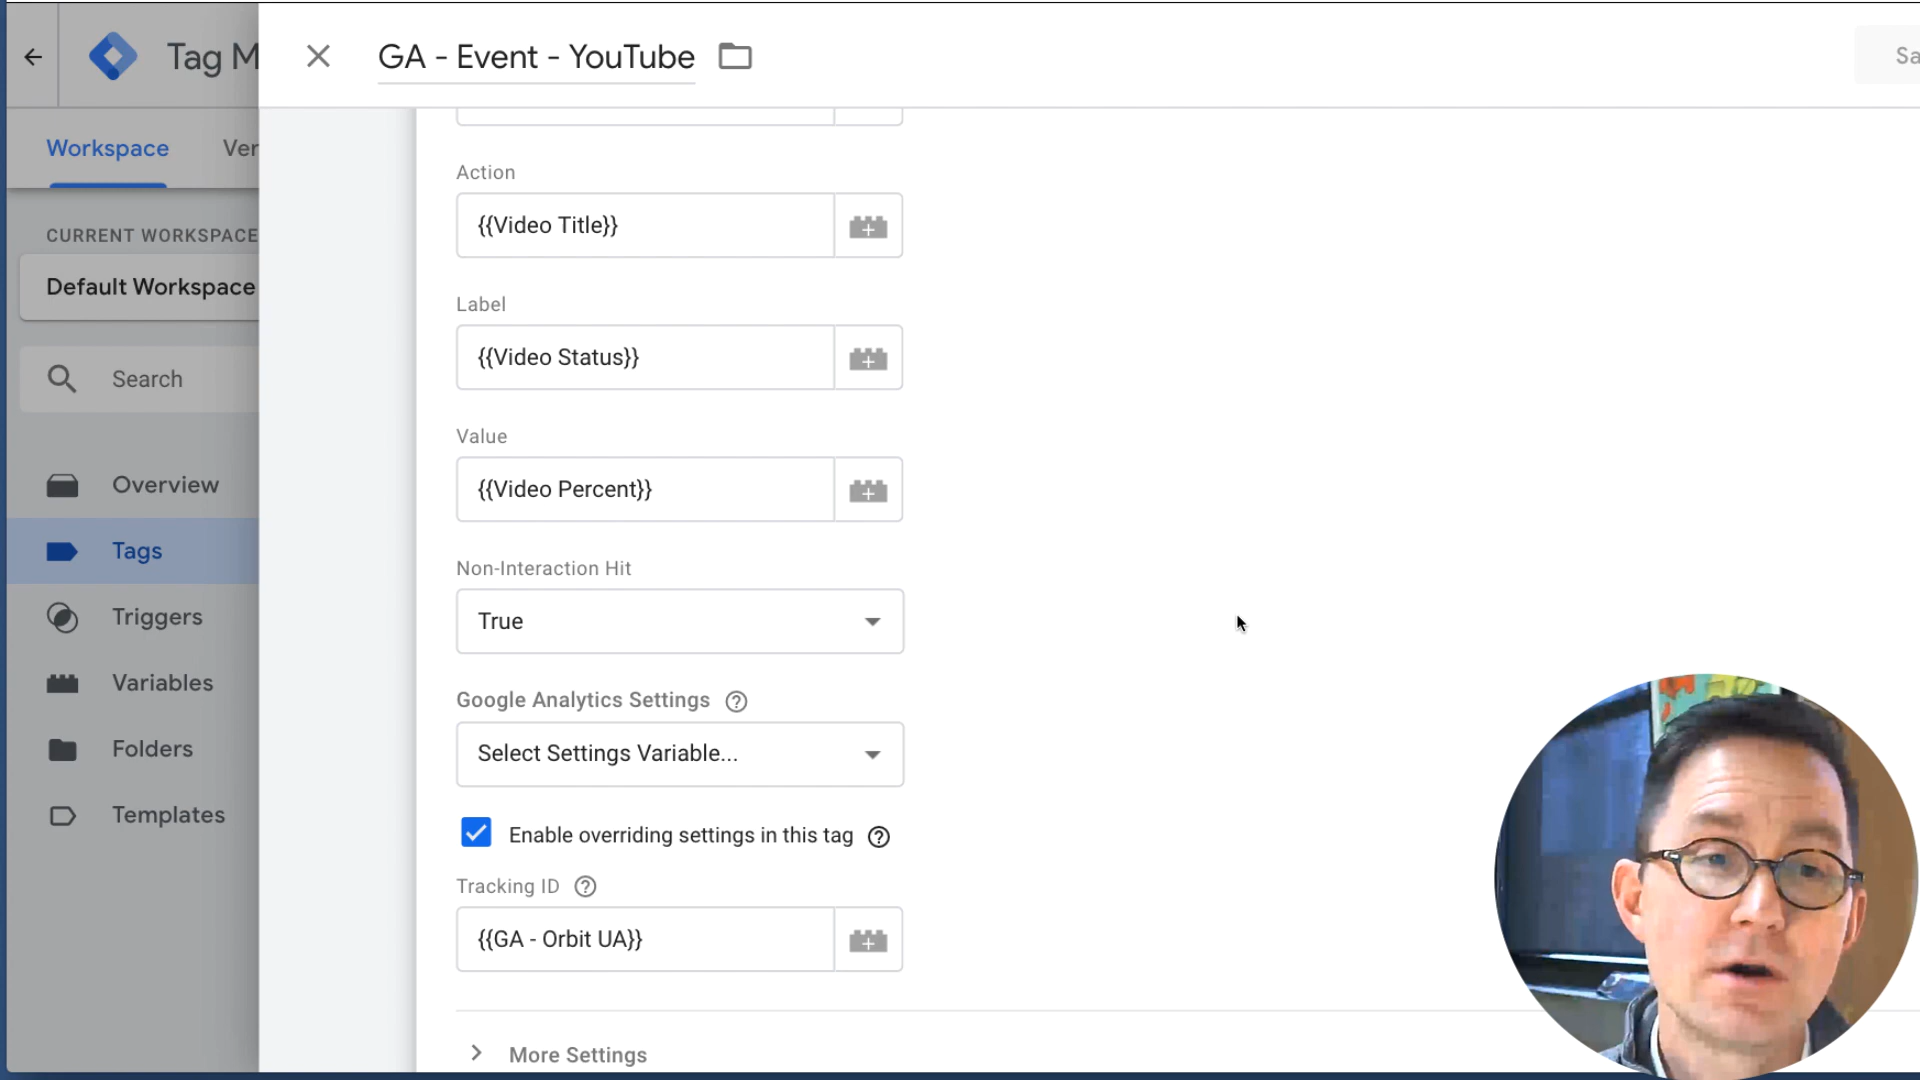 Tag M
GA - Event - YouTube
Sa
Workspace
Ver
Action
CURRENT WORKSPACE
{{Video Title}}
Default Workspace
Label
{{Video Status}}
Search
Value
Overview
{{Video Percent}}
Tags
Non-Interaction Hit
Triggers
True
Variables
Google Analytics Settings
Folders
Select Settings Variable...
Templates
Enable overriding settings in this tag
Tracking ID
{{GA - Orbit UA}}
More Settings